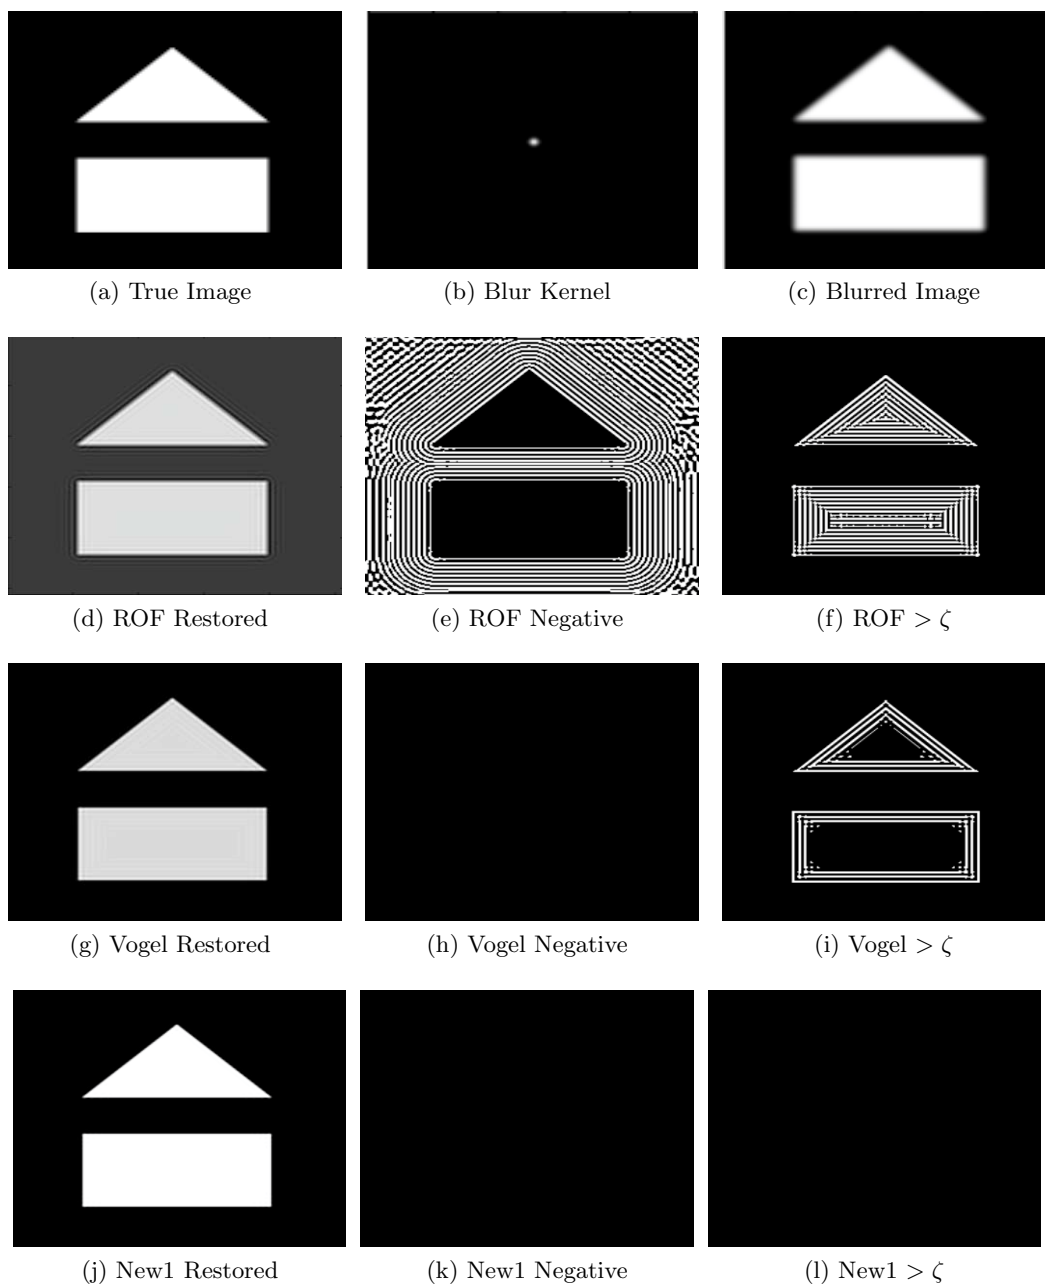 (a) True Image
(b) Blur Kernel
(c) Blurred Image
(d) ROF Restored
(e) ROF Negative
(f) ROF > ζ
(g) Vogel Restored
(h) Vogel Negative
(i) Vogel > ζ
(j) New1 Restored
(k) New1 Negative
(l) New1 > ζ